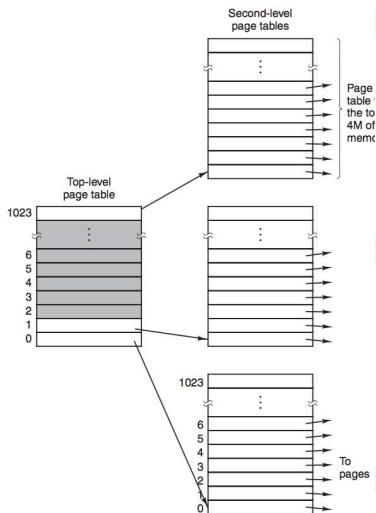 Second-level
page tables
Page
table
the to
4M of
memo
Top-level
page table
1023
6
5
4
3
2
1
0
1023
6
5
4
3
2
1
0
To
pages